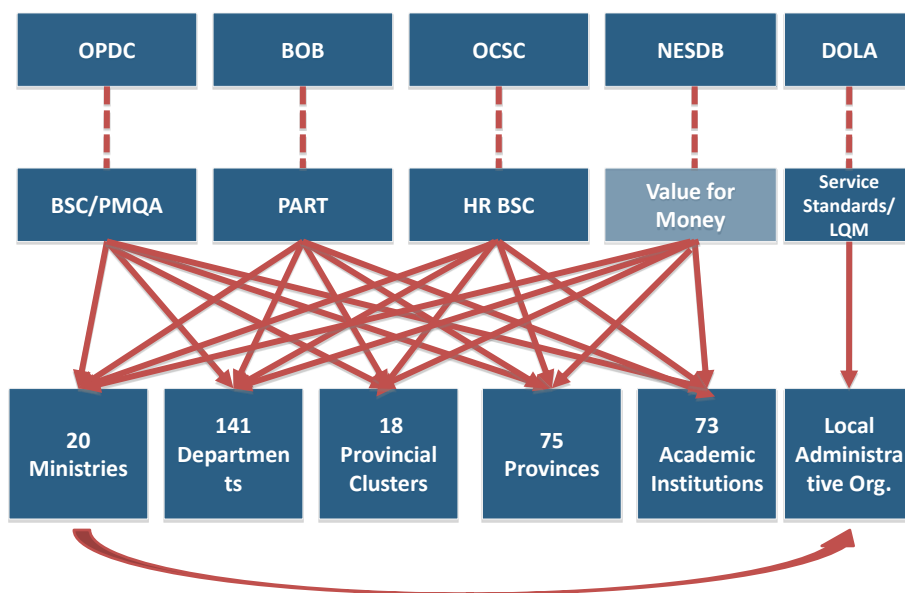 OPDC
BOB
OCSC
NESDB
DOLA
BSC/PMQA
PART
HR BSC
Value for
Money
Service
Standards/
LQM
20
Ministries
141
Departmen
ts
18
Provincial
Clusters
75
Provinces
73
Academic
Institutions
Local
Administra
tive Org.